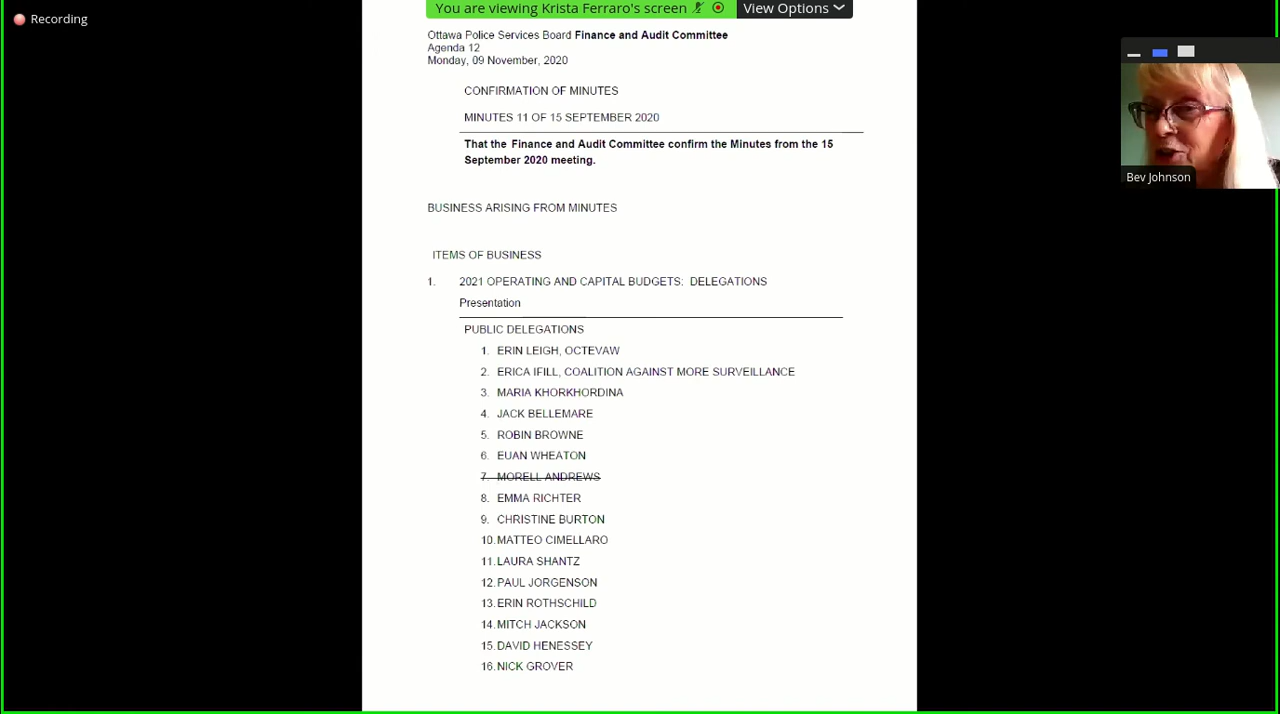 Recording
You are viewing Krista Ferraro's screen
View Options
Ottawa Police Services Board Finance and Audit Committee
Agenda 12
Monday, 09 November, 2020
CONFIRMATION OF MINUTES
MINUTES 11 OF 15 SEPTEMBER 2020
That the Finance and Audit Committee confirm the Minutes from the 15
September 2020 meeting.
BUSINESS ARISING FROM MINUTES
ITEMS OF BUSINESS
1. 2021 OPERATING AND CAPITAL BUDGETS: DELEGATIONS
Presentation
PUBLIC DELEGATIONS
1. ERIN LEIGH, OCTEVAW
2. ERICA IFILL, COALITION AGAINST MORE SURVEILLANCE
3. MARIA KHORKHORDINA
4. JACK BELLEMARE
5. ROBIN BROWNE
6. EUAN WHEATON
7. MORELL ANDREWS
8. EMMA RICHTER
9. CHRISTINE BURTON
10. MATTEO CIMELLARO
11. LAURA SHANTZ
12. PAUL JORGENSON
13. ERIN ROTHSCHILD
14. MITCH JACKSON
15. DAVID HENESSEY
16. NICK GROVER
Bev Johnson